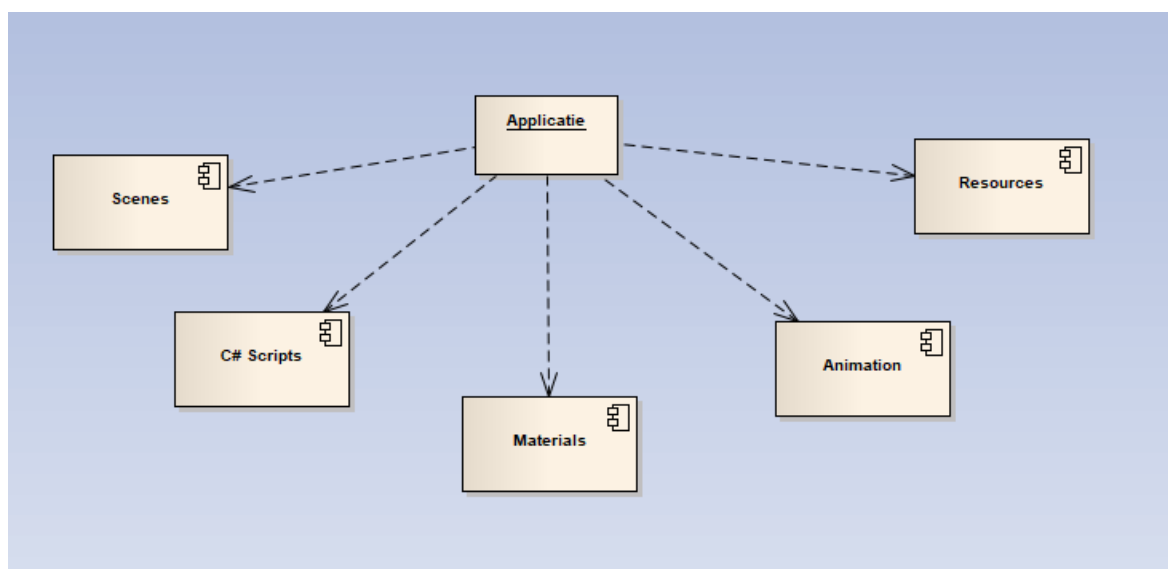 Applicatie
Scenes
Resources
C# Scripts
Animation
Materials